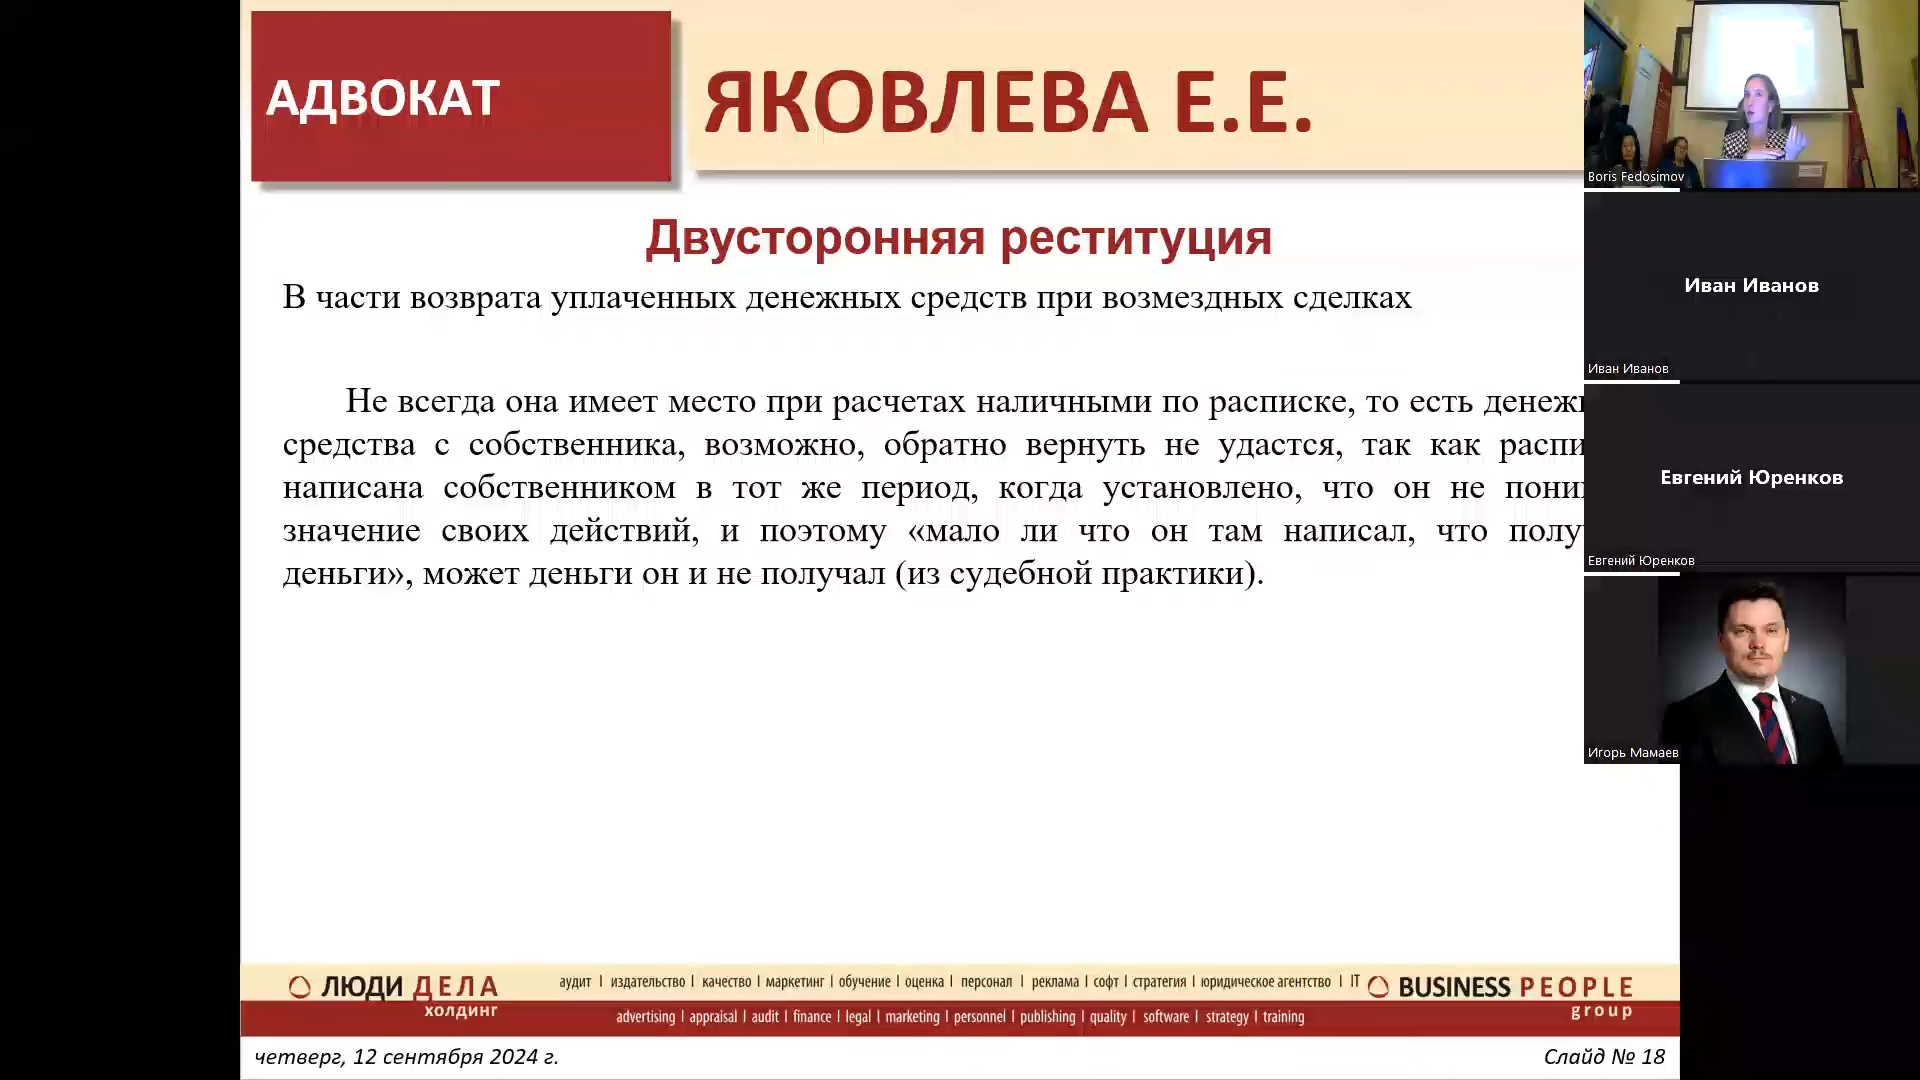 АДВОКАТ
ЯКОВЛЕВА Е.Е.
Двусторонняя реституция
В части возврата уплаченных денежных средств при возмездных сделках
Не всегда она имеет место при расчетах наличными по расписке, то есть
средства с собственника, возможно, обратно вернуть не удастся, так как
написана собственником в тот же период, когда установлено, что он не
значение своих действий, и поэтому «мало ли что он там написал, что
деньги», может деньги он и не получал (из судебной практики).
ЛЮДИ ДЕЛА
холдинг
аудит | издательство | качество | маркетинг | обучение | оценка | персонал | реклама | софт | стратегия | юридическое агентство | IT
advertising | appraisal | audit | finance | legal | marketing | personnel | publishing | quality | software | strategy | training
BUSINESS PEOPLE
group
четверг, 12 сентября 2024 г.
Слайд № 18
Boris Fedosimov
Иван Иванов
Иван Иванов
Евгений Юренков
Евгений Юренков
Игорь Мамаев